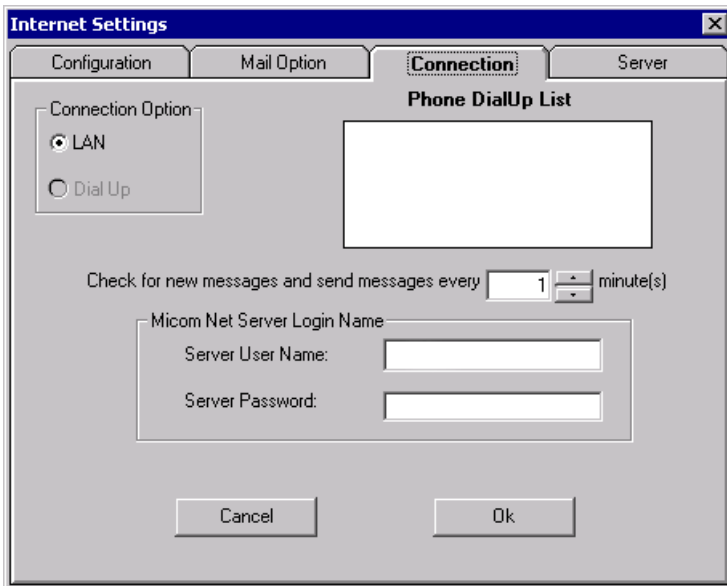 Internet Settings
Configuration
Mail Option
Connection
Server
Connection Option
LAN
Dial Up
Phone DialUp List
Check for new messages and send messages every 1 minute(s)
Micom Net Server Login Name
Server User Name:
Server Password:
Cancel
Ok